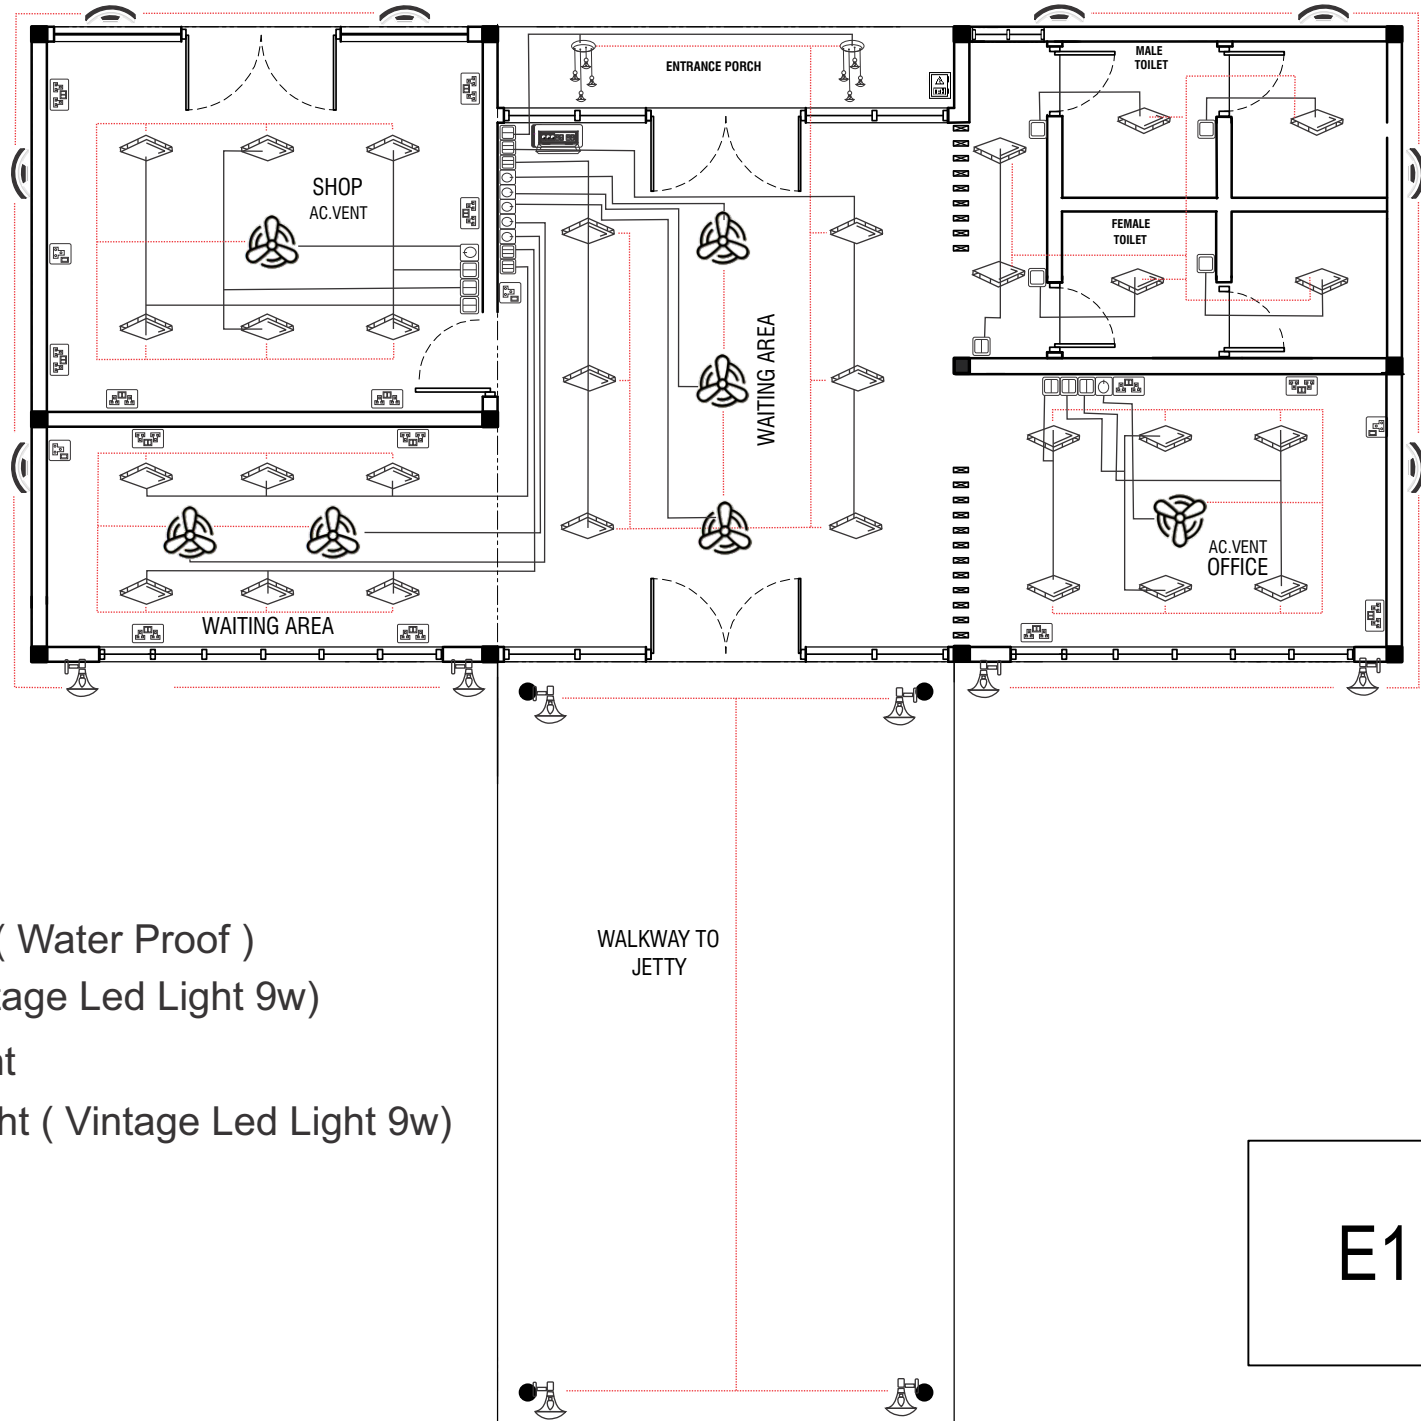 ENTRANCE PORCH
MALE
TOILET
SHOP
AC.VENT
FEMALE
TOILET
WAITING AREA
AC.VENT
OFFICE
WAITING AREA
WALKWAY TO
JETTY
( Water Proof )
Led Light 9w)
ht ( Vintage Led Light 9w)
E1